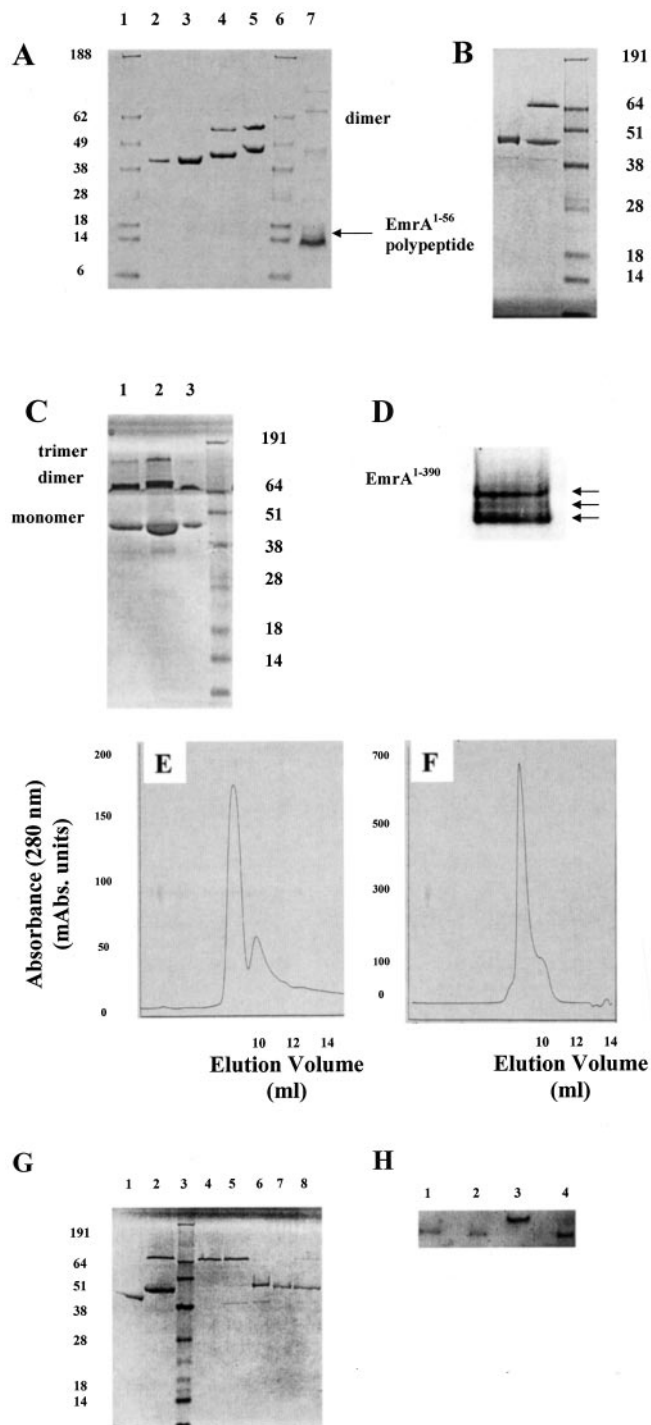 1 2 3 4 5 6 7
A
188
62
49
38
28
18
14
6
dimer
EmrA1-56
polypeptide
B
191
64
51
38
28
18
14
C
1 2 3
trimer
dimer
monomer
191
64
51
38
28
18
14
D
EmrA1-390
E
200
150
100
50
0
Absorbance (280 nm)
(mAbs. units)
10 12 14
Elution Volume
(ml)
F
700
500
300
100
0
10 12 14
Elution Volume
(ml)
G
1 2 3 4 5 6 7 8
191
64
51
38
28
18
14
H
1 2 3 4